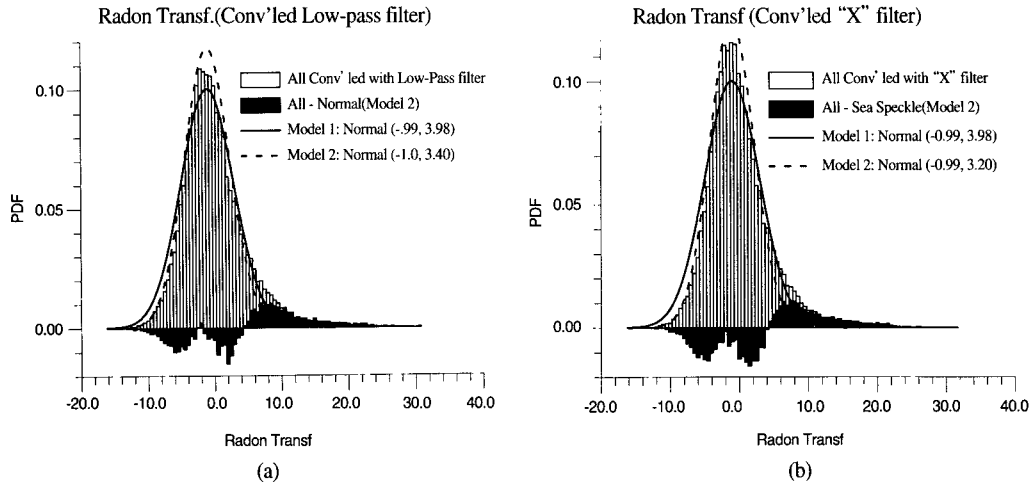 Radon Transf.(Conv'led Low-pass filter)
All Conv' led with Low-Pass filter
All - Normal(Model 2)
Model 1: Normal (-.99, 3.98)
Model 2: Normal (-1.0, 3.40)
0.10
0.05
0.00
PDF
-20.0 -10.0 0.0 10.0 20.0 30.0 40.0
Radon Transf
(a)
Radon Transf (Conv'led "X" filter)
All Conv' led with "X" filter
All - Sea Speckle(Model 2)
Model 1: Normal (-0.99, 3.98)
Model 2: Normal (-0.99, 3.20)
0.10
0.05
0.00
PDF
-20.0 -10.0 0.0 10.0 20.0 30.0 40.0
Radon Transf
(b)